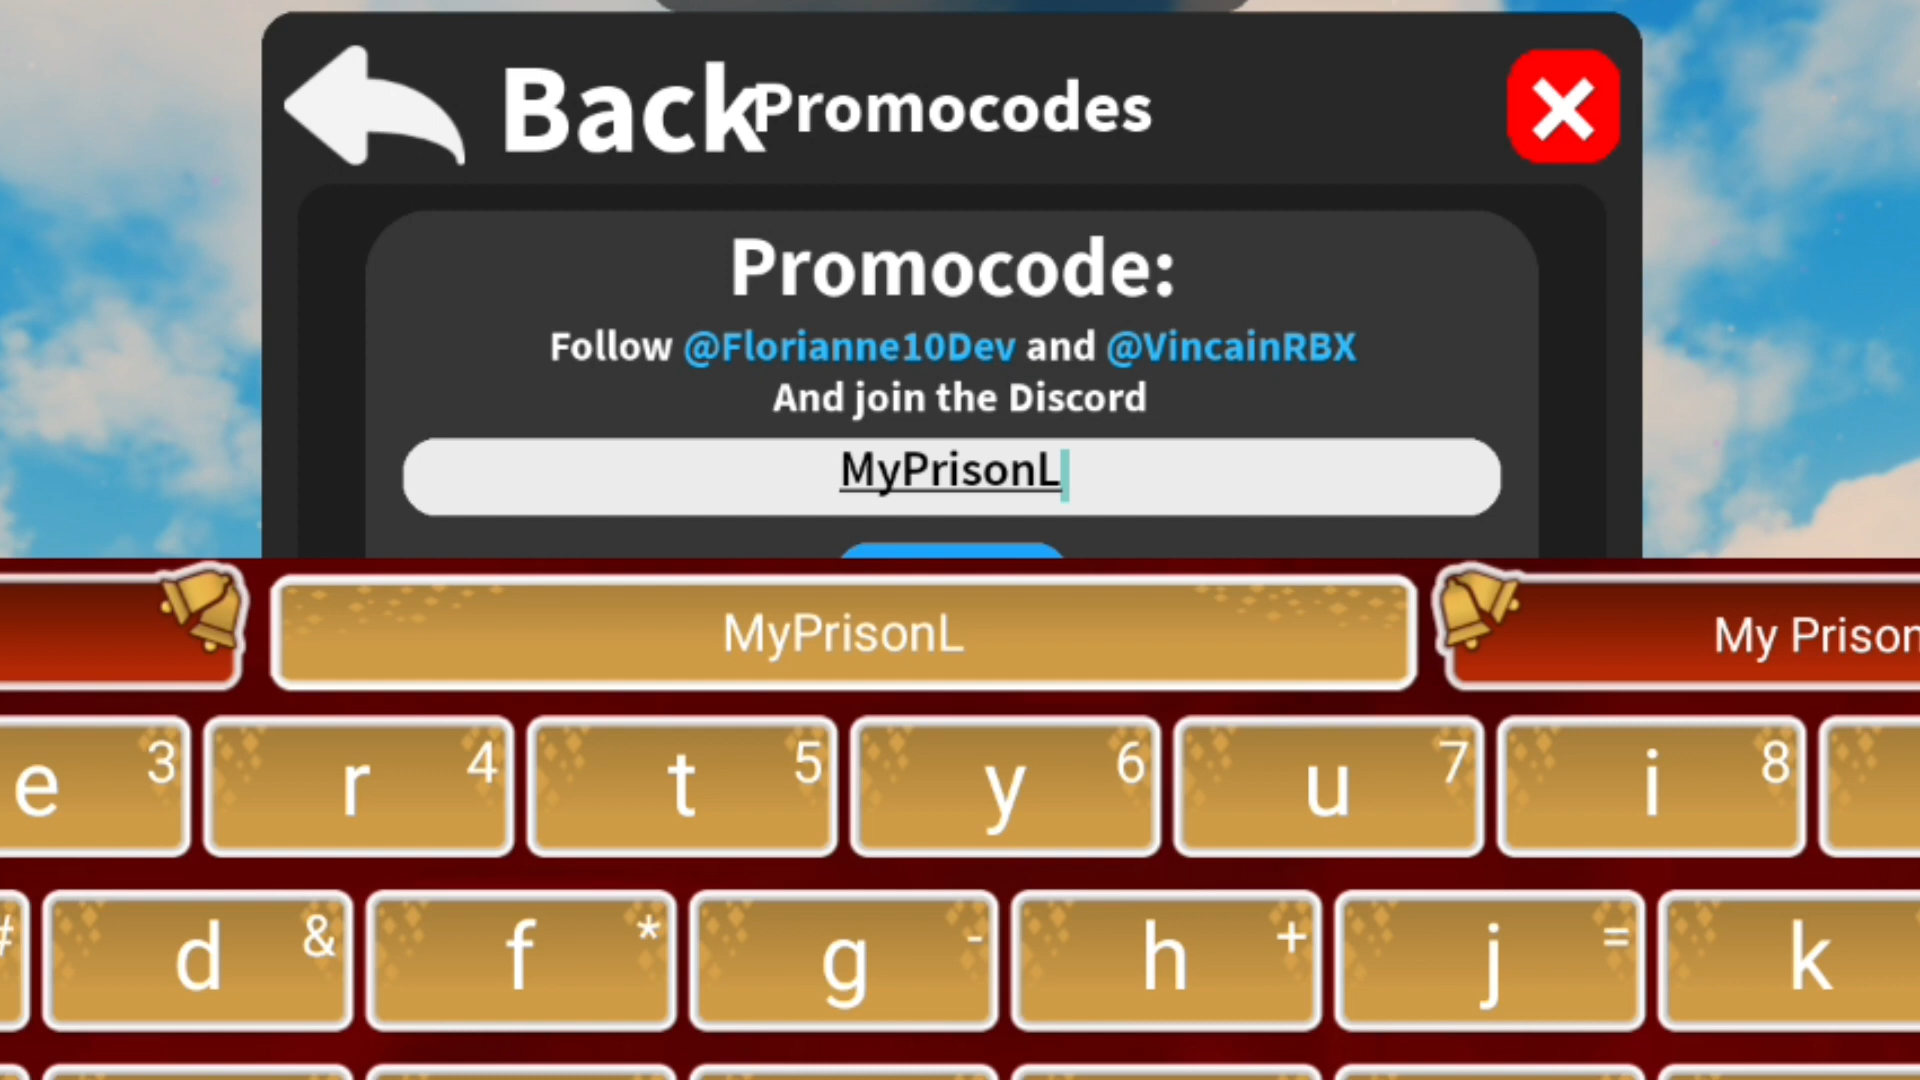 Back Promocodes
Promocode:
Follow @Florianne10Dev and @VincainRBX
And join the Discord
MyPrisonL
MyPrisonL My Prison
e 3 r 4 t 5 y 6 u 7 i 8
# d & f * g - h + j = k